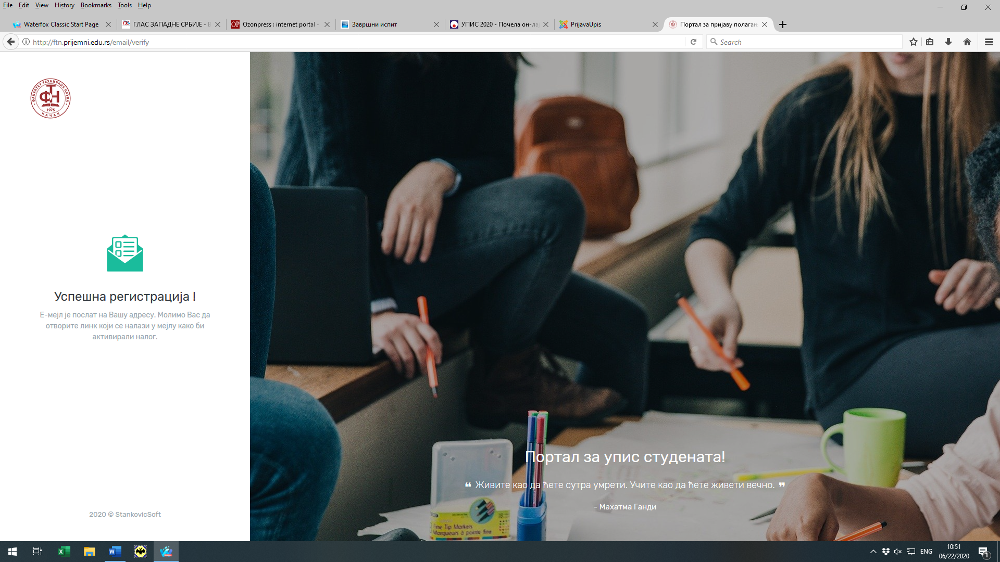 File Edit View History Bookmarks Tools Help
Waterfox Classic Start Page
ГЛАС ЗАПАДНЕ СРБИЈЕ -
OP Ozonpress : internet portal -
Завршни испит
УПИС 2020 - Почела он-ла
PrijavaUpis
Портал за пријаву полагањ
http://ftn.prijemni.edu.rs/email/verify
Search
ФАКУЛТЕТ ТЕХНИЧКИХ НАУКА
ФТН
1975
ЧАЧАК
Успешна регистрација !
Е-мејл је послат на Вашу адресу. Молимо Вас да
отворите линк који се налази у мејлу како би
активирали налог.
2020 © StankovicSoft
Портал за упис студената!
❝ Живите као да ћете сутра умрети. Учите као да ћете живети вечно. ❞
- Махатма Ганди
Fine Tip Markers
Marqueurs à pointe fine
ENG
10:51
06/22/2020
1